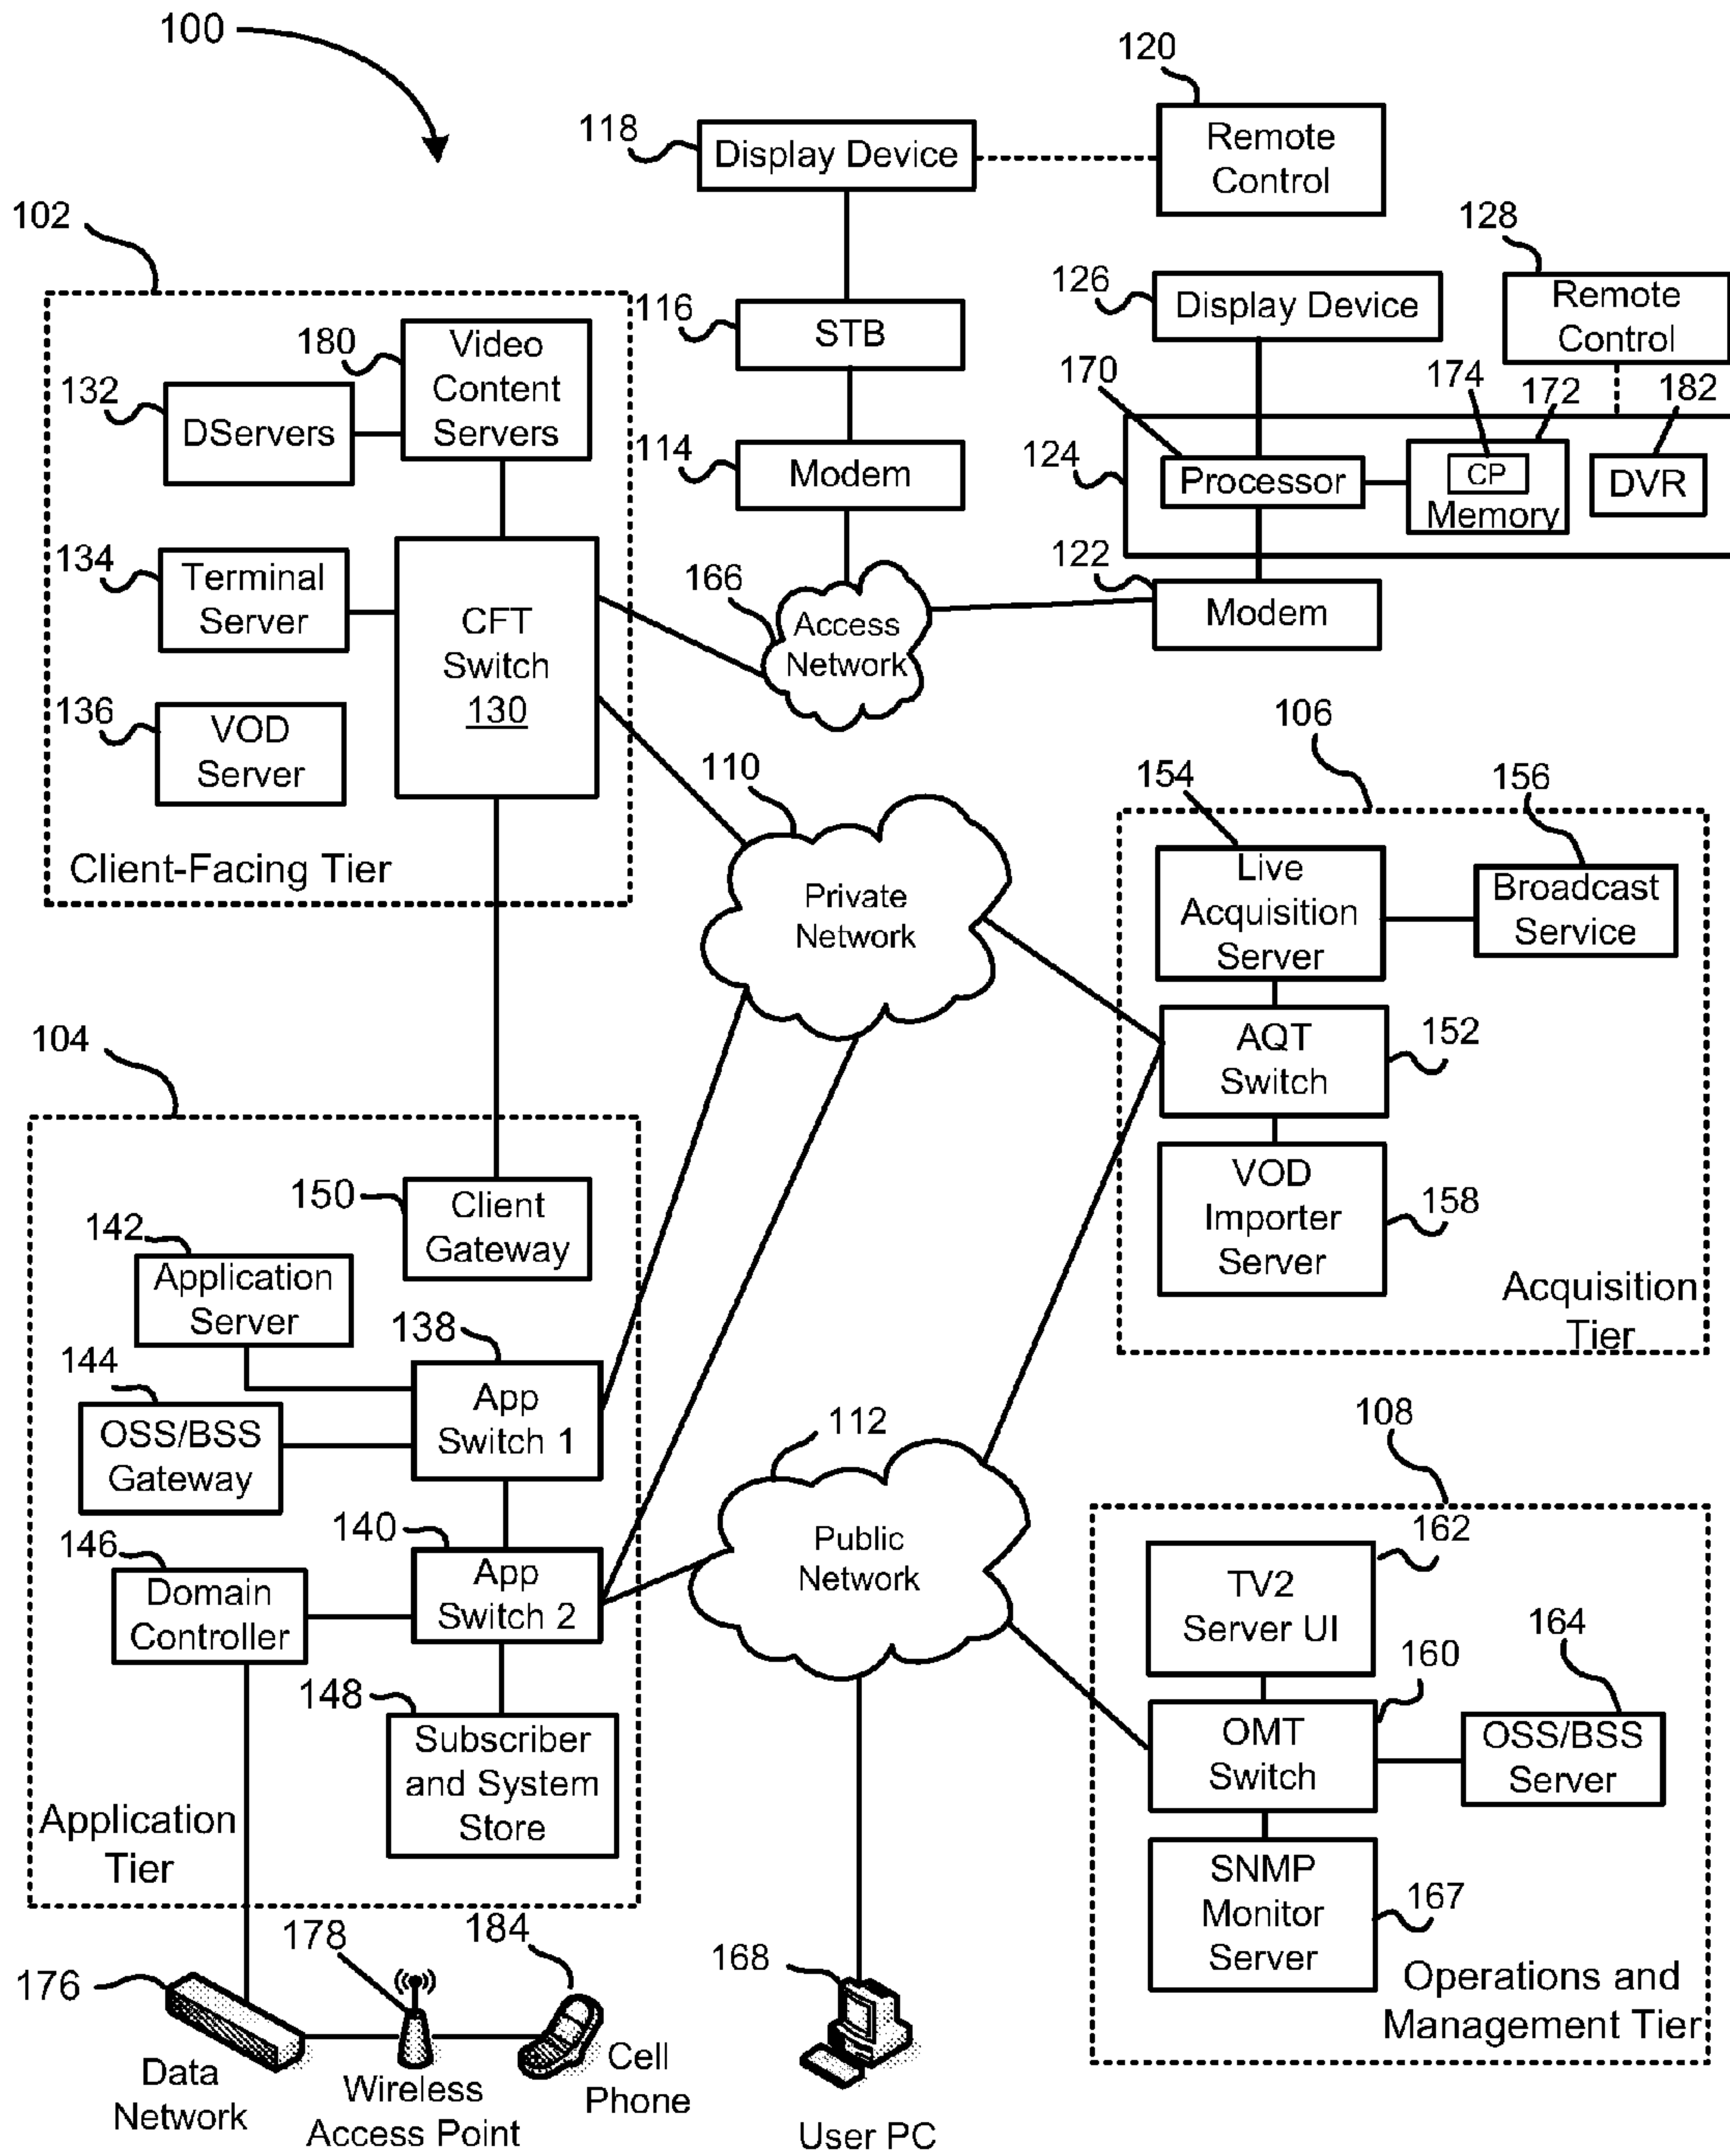 100
120
118
Display Device
Remote
Control
102
128
126
Display Device
Remote
Control
116
STB
180
Video
Content
Servers
132
DServers
170
174
172
182
114
Modem
124
Processor
CP
Memory
DVR
134
Terminal
Server
CFT
Switch
130
166
Access
Network
122
Modem
136
VOD
Server
Client-Facing Tier
110
Private
Network
106
154
156
Live
Acquisition
Server
Broadcast
Service
AQT
Switch
152
VOD
Importer
Server
158
Acquisition
Tier
104
150
Client
Gateway
142
Application
Server
138
App
Switch 1
144
OSS/BSS
Gateway
140
App
Switch 2
146
Domain
Controller
148
Subscriber
and System
Store
Application
Tier
112
Public
Network
108
162
TV2
Server UI
160
164
OMT
Switch
OSS/BSS
Server
SNMP
Monitor
Server
167
Operations and
Management Tier
176
178
184
168
Data
Network
Wireless
Access Point
Cell
Phone
User PC